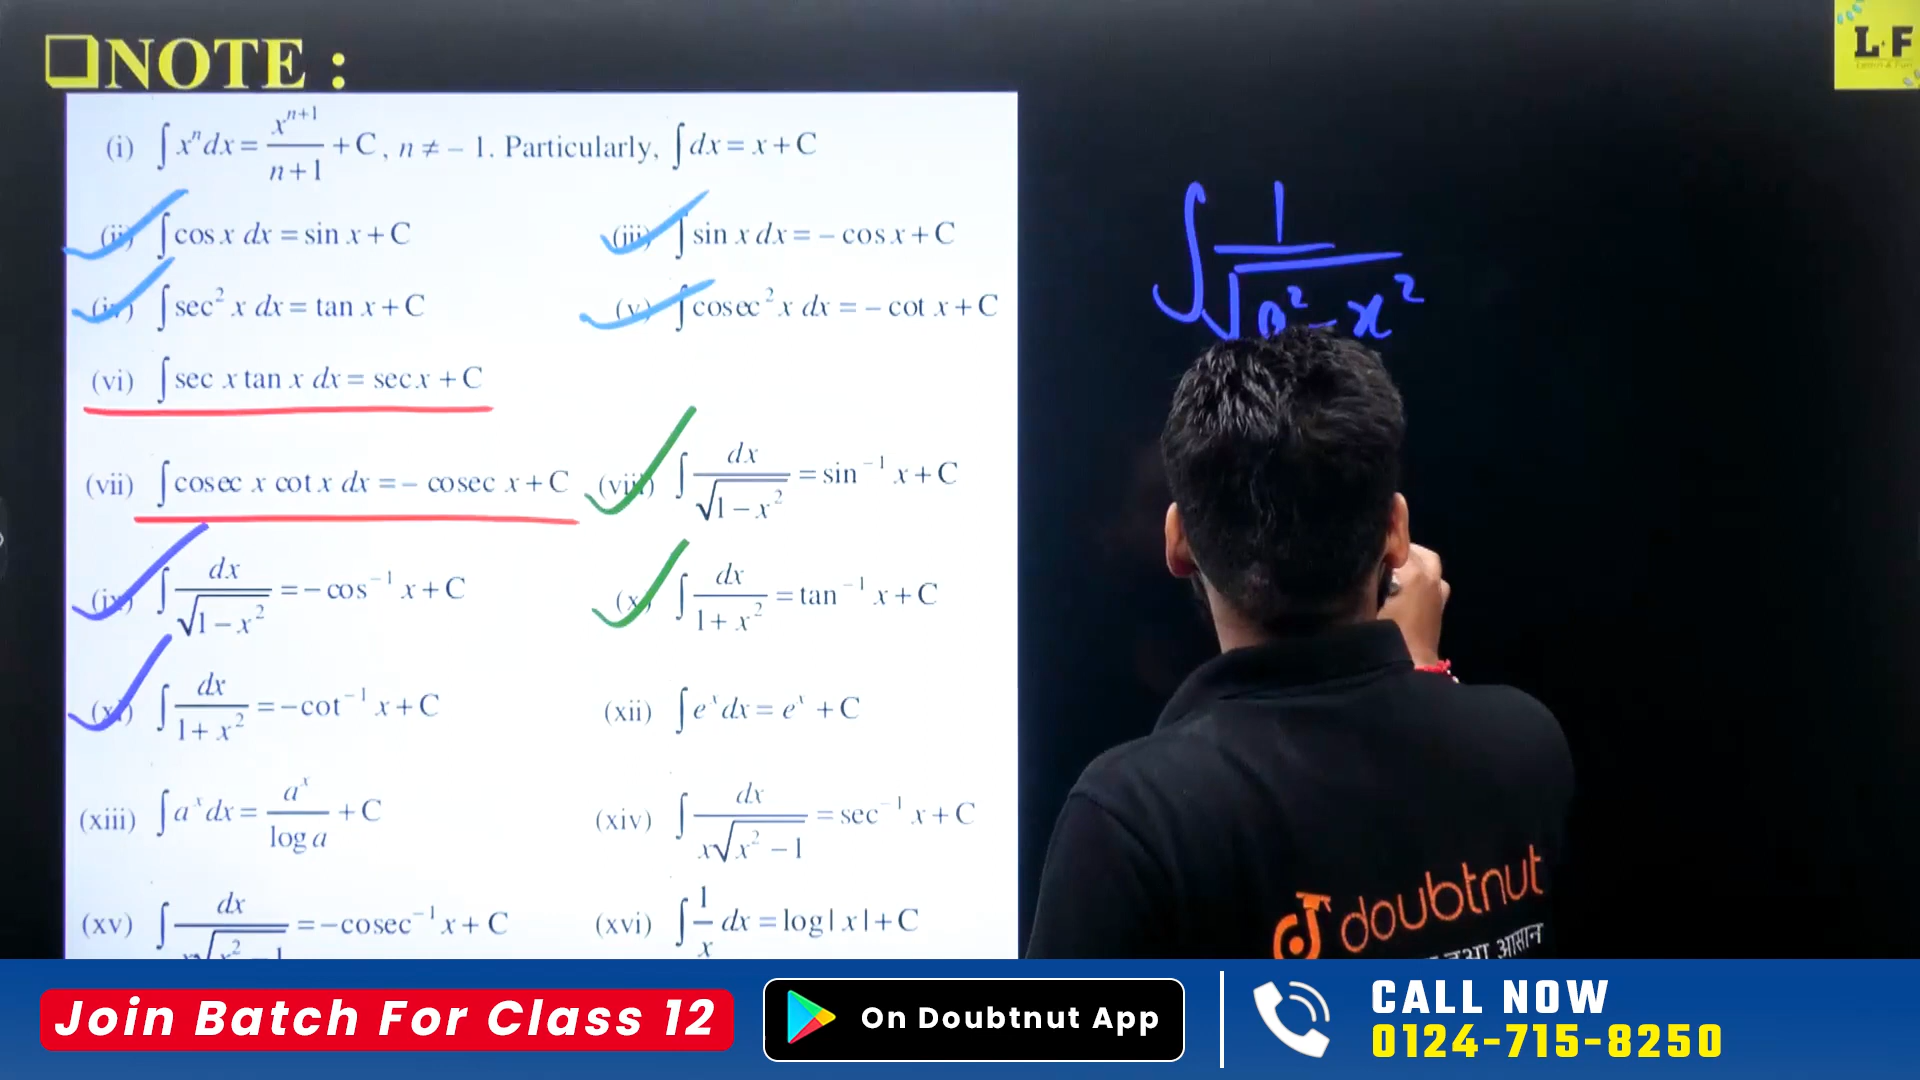 ❑NOTE :
L·F
(i) ∫xⁿdx = xⁿ⁺¹/(n+1) + C, n ≠ – 1. Particularly, ∫dx = x + C
(ii) ∫cos x dx = sin x + C (iii) ∫sin x dx = – cos x + C
(iv) ∫sec² x dx = tan x + C (v) ∫cosec² x dx = – cot x + C
(vi) ∫sec x tan x dx = sec x + C
(vii) ∫cosec x cot x dx = – cosec x + C (viii) ∫dx/√(1 – x²) = sin⁻¹ x + C
(ix) ∫dx/√(1 – x²) = – cos⁻¹ x + C (x) ∫dx/(1 + x²) = tan⁻¹ x + C
(xi) ∫dx/(1 + x²) = –cot⁻¹ x + C (xii) ∫eˣdx = eˣ + C
(xiii) ∫aˣdx = aˣ/log a + C (xiv) ∫dx/(x√(x² – 1)) = sec⁻¹ x + C
(xv) ∫dx/(x√(x² – 1)) = –cosec⁻¹ x + C (xvi) ∫1/x dx = log|x| + C
∫1/√(a² – x²)
doubtnut
आसान
Join Batch For Class 12
On Doubtnut App
CALL NOW
0124-715-8250